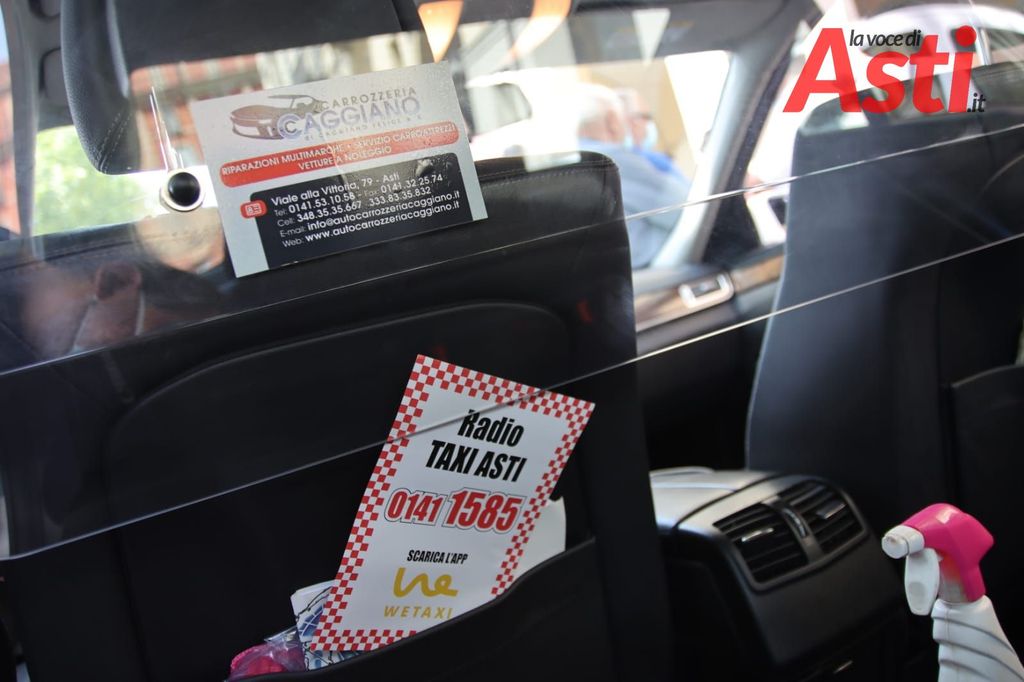 la voce di
Asti.it
CARROZZERIA
CAGGIANO
RIPARAZIONI MULTIMARCHE • SERVIZIO CARROATTREZZI
VETTURE A NOLEGGIO
Viale alla Vittoria, 79 - Asti
Tel: 0141.53.10.58 - Fax: 0141.32.25.74
Cell: 348.35.35.667 333.83.35.832
E-mail: info@autocarrozzeriacaggiano.it
Web: www.autocarrozzeriacaggiano.it
Radio
TAXI ASTI
0141 1585
SCARICA L'APP
we
WETAXI